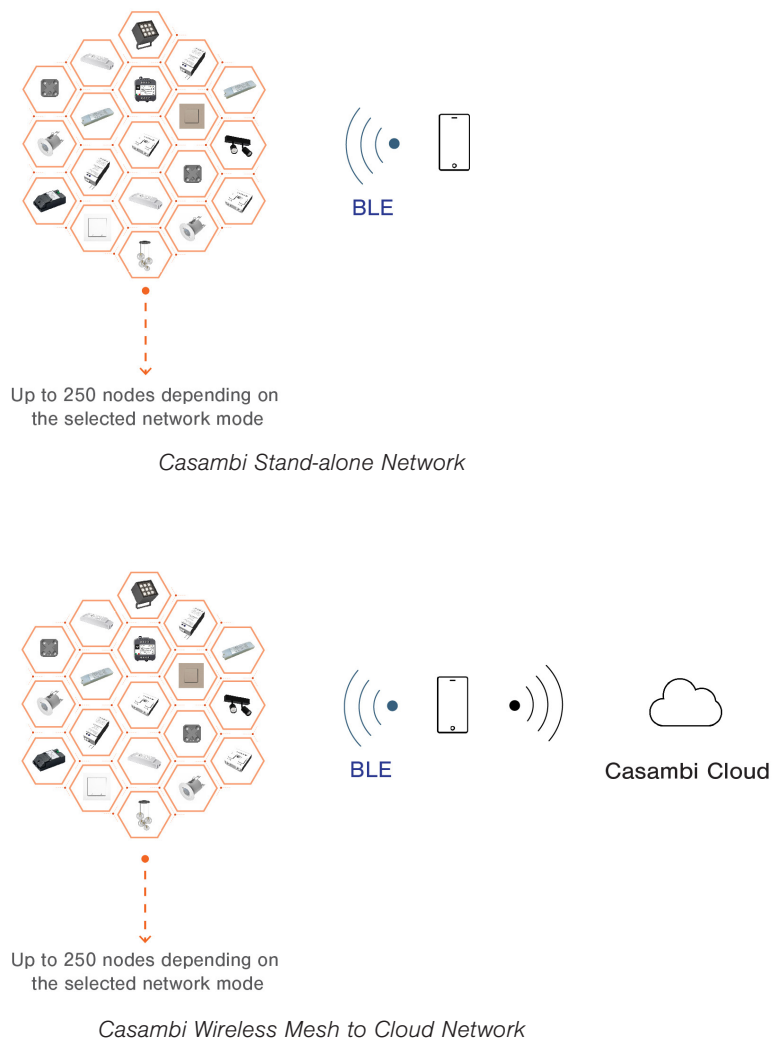 BLE
Up to 250 nodes depending on
the selected network mode
Casambi Stand-alone Network
BLE
Casambi Cloud
Up to 250 nodes depending on
the selected network mode
Casambi Wireless Mesh to Cloud Network